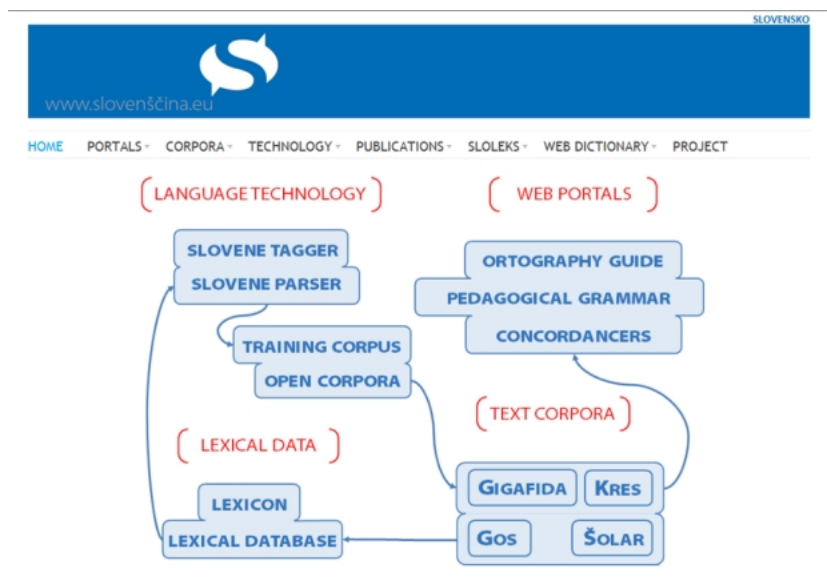 SLOVENSKO
www.slovenščina.eu
HOME PORTALS CORPORA TECHNOLOGY PUBLICATIONS SLOLEKS WEB DICTIONARY PROJECT
LANGUAGE TECHNOLOGY
WEB PORTALS
SLOVENE TAGGER
SLOVENE PARSER
ORTOGRAPHY GUIDE
PEDAGOGICAL GRAMMAR
CONCORDANCERS
TRAINING CORPUS
OPEN CORPORA
TEXT CORPORA
LEXICAL DATA
GIGAFIDA KRES
GOS ŠOLAR
LEXICON
LEXICAL DATABASE